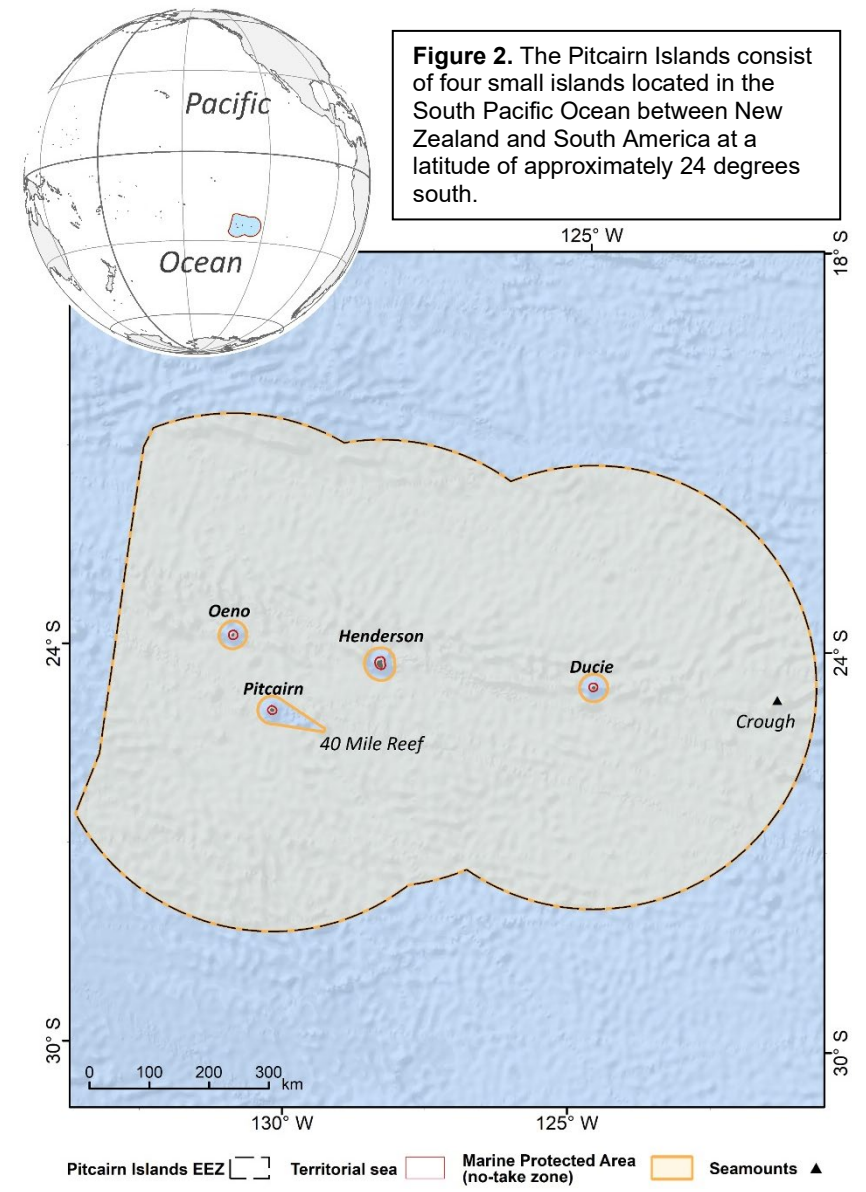 Pacific
Ocean
Figure 2. The Pitcairn Islands consist
of four small islands located in the
South Pacific Ocean between New
Zealand and South America at a
latitude of approximately 24 degrees
south.
125° W
18° S
Oeno
Henderson
Pitcairn
Ducie
40 Mile Reef
Crough
24° S
24° S
30° S
30° S
0 100 200 300
km
130° W 125° W
Pitcairn Islands EEZ Territorial sea Marine Protected Area
(no-take zone) Seamounts